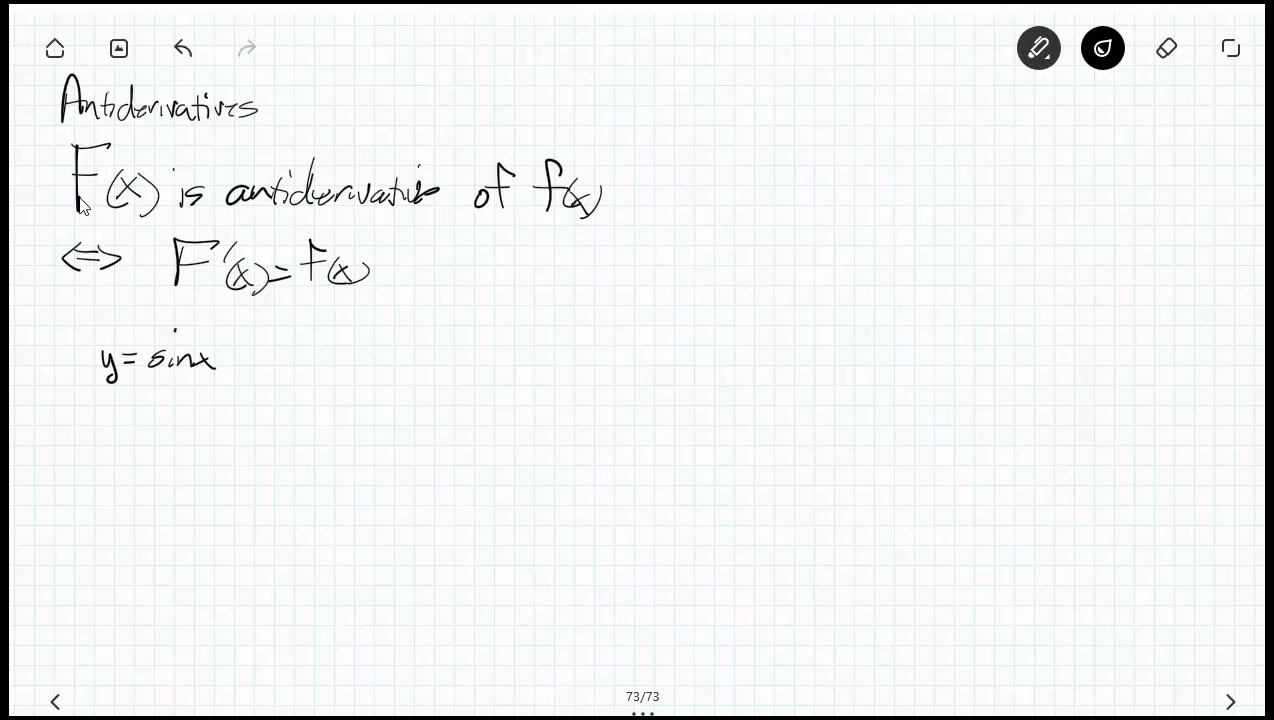 Antiderivatives
F(x) is antiderivative of f(x)
⇔ F'(x) = f(x)
y = sinx
73/73